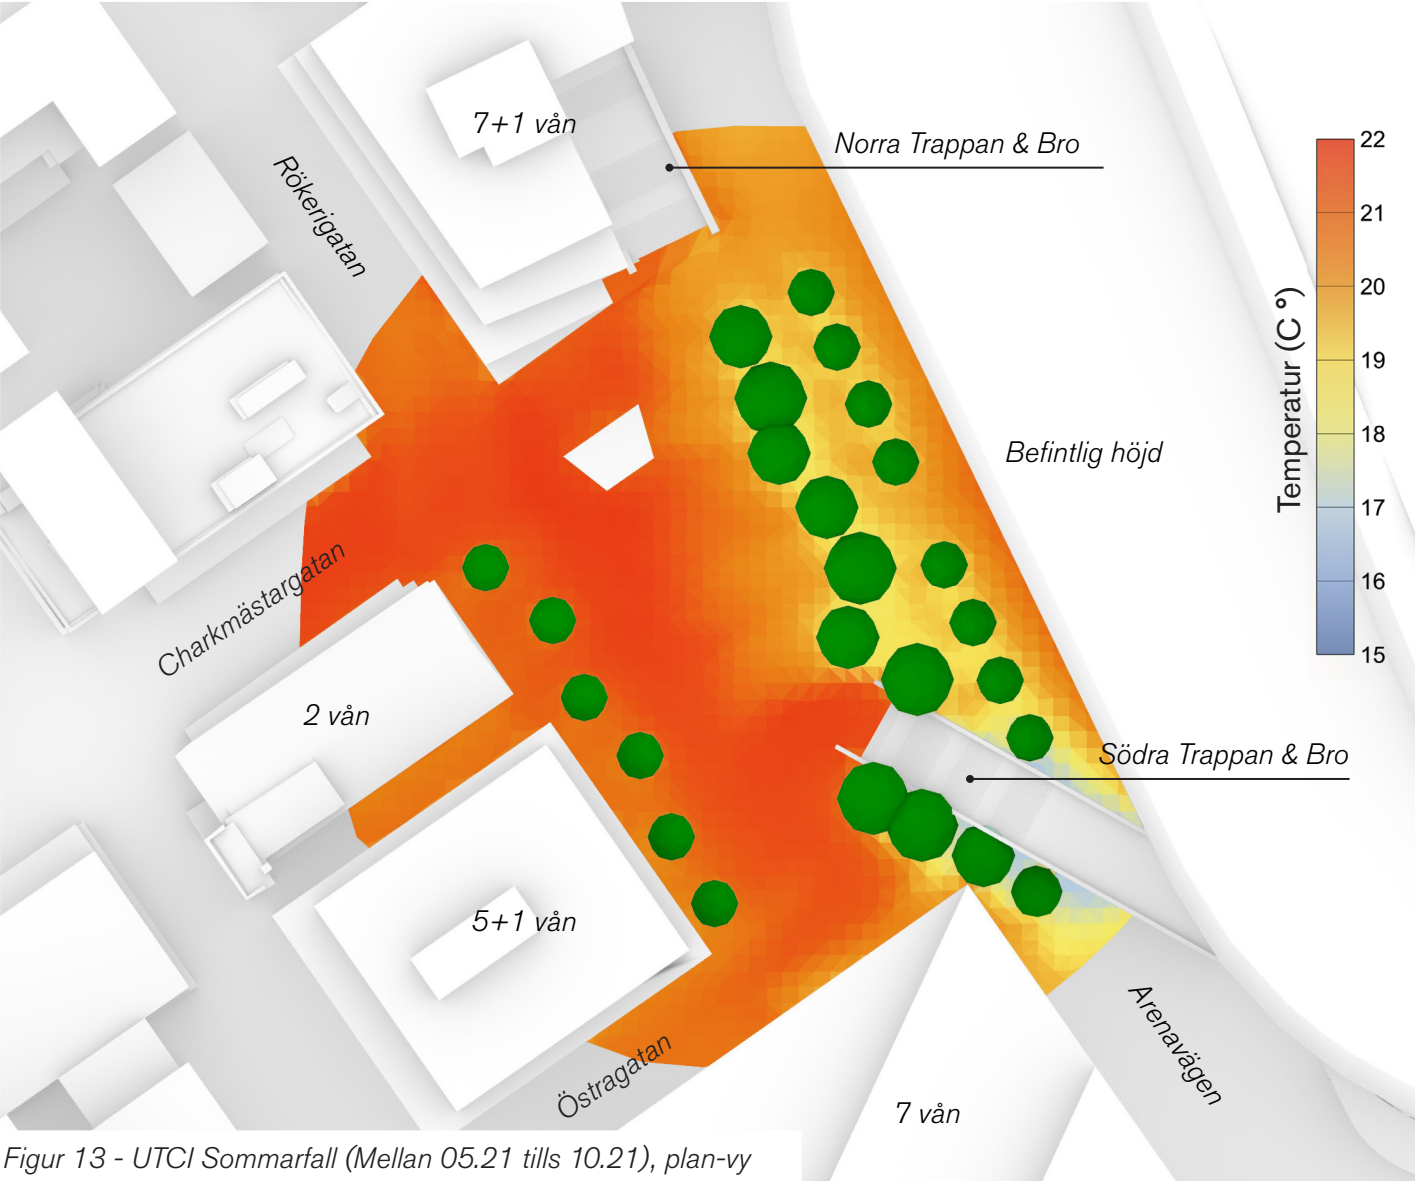 7+1 vån
Norra Trappan & Bro
Rökerigatan
22
21
20
19
18
17
16
15
Temperatur (C °)
Befintlig höjd
Charkmästargatan
2 vån
Södra Trappan & Bro
5+1 vån
Arenavägen
Östragatan
7 vån
Figur 13 - UTCI Sommarfall (Mellan 05.21 tills 10.21), plan-vy